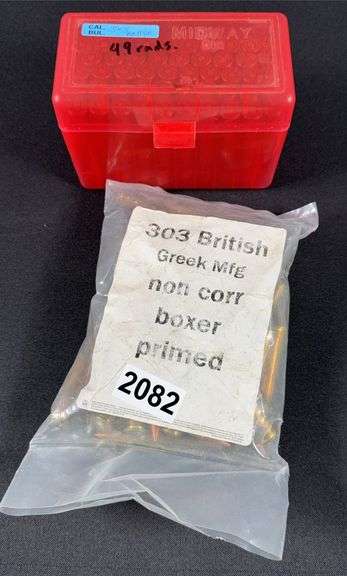 CAL.
BUL.
MIDWAY
49 rnds.
303 British
Greek Mfg
non corr
boxer
primed
2082